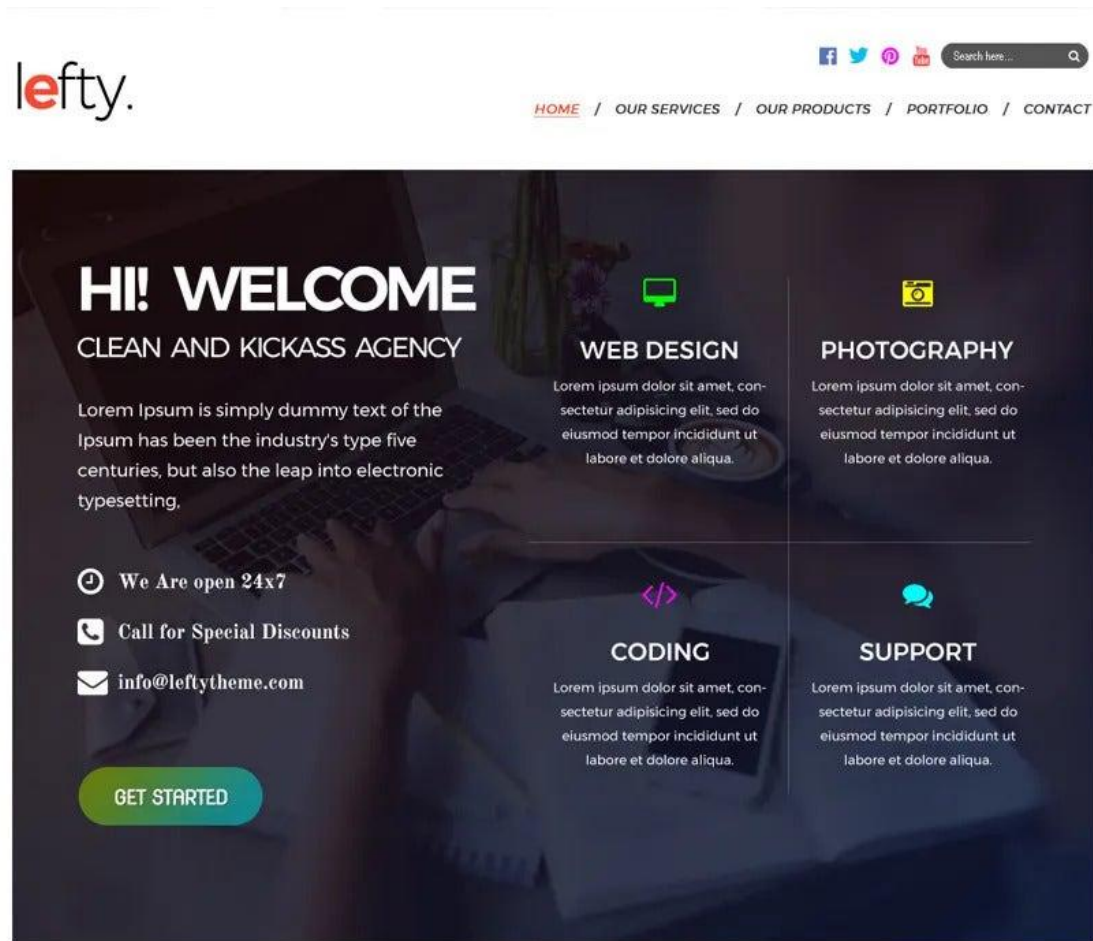 lefty.
You
Tube
Search here...
HOME / OUR SERVICES / OUR PRODUCTS / PORTFOLIO / CONTACT
HI! WELCOME
CLEAN AND KICKASS AGENCY
Lorem Ipsum is simply dummy text of the
Ipsum has been the industry's type five
centuries, but also the leap into electronic
typesetting,
We Are open 24x7
Call for Special Discounts
info@leftytheme.com
GET STARTED
WEB DESIGN
Lorem ipsum dolor sit amet, con-
sectetur adipisicing elit, sed do
eiusmod tempor incididunt ut
labore et dolore aliqua.
PHOTOGRAPHY
Lorem ipsum dolor sit amet, con-
sectetur adipisicing elit, sed do
eiusmod tempor incididunt ut
labore et dolore aliqua.
CODING
Lorem ipsum dolor sit amet, con-
sectetur adipisicing elit, sed do
eiusmod tempor incididunt ut
labore et dolore aliqua.
SUPPORT
Lorem ipsum dolor sit amet, con-
sectetur adipisicing elit, sed do
eiusmod tempor incididunt ut
labore et dolore aliqua.